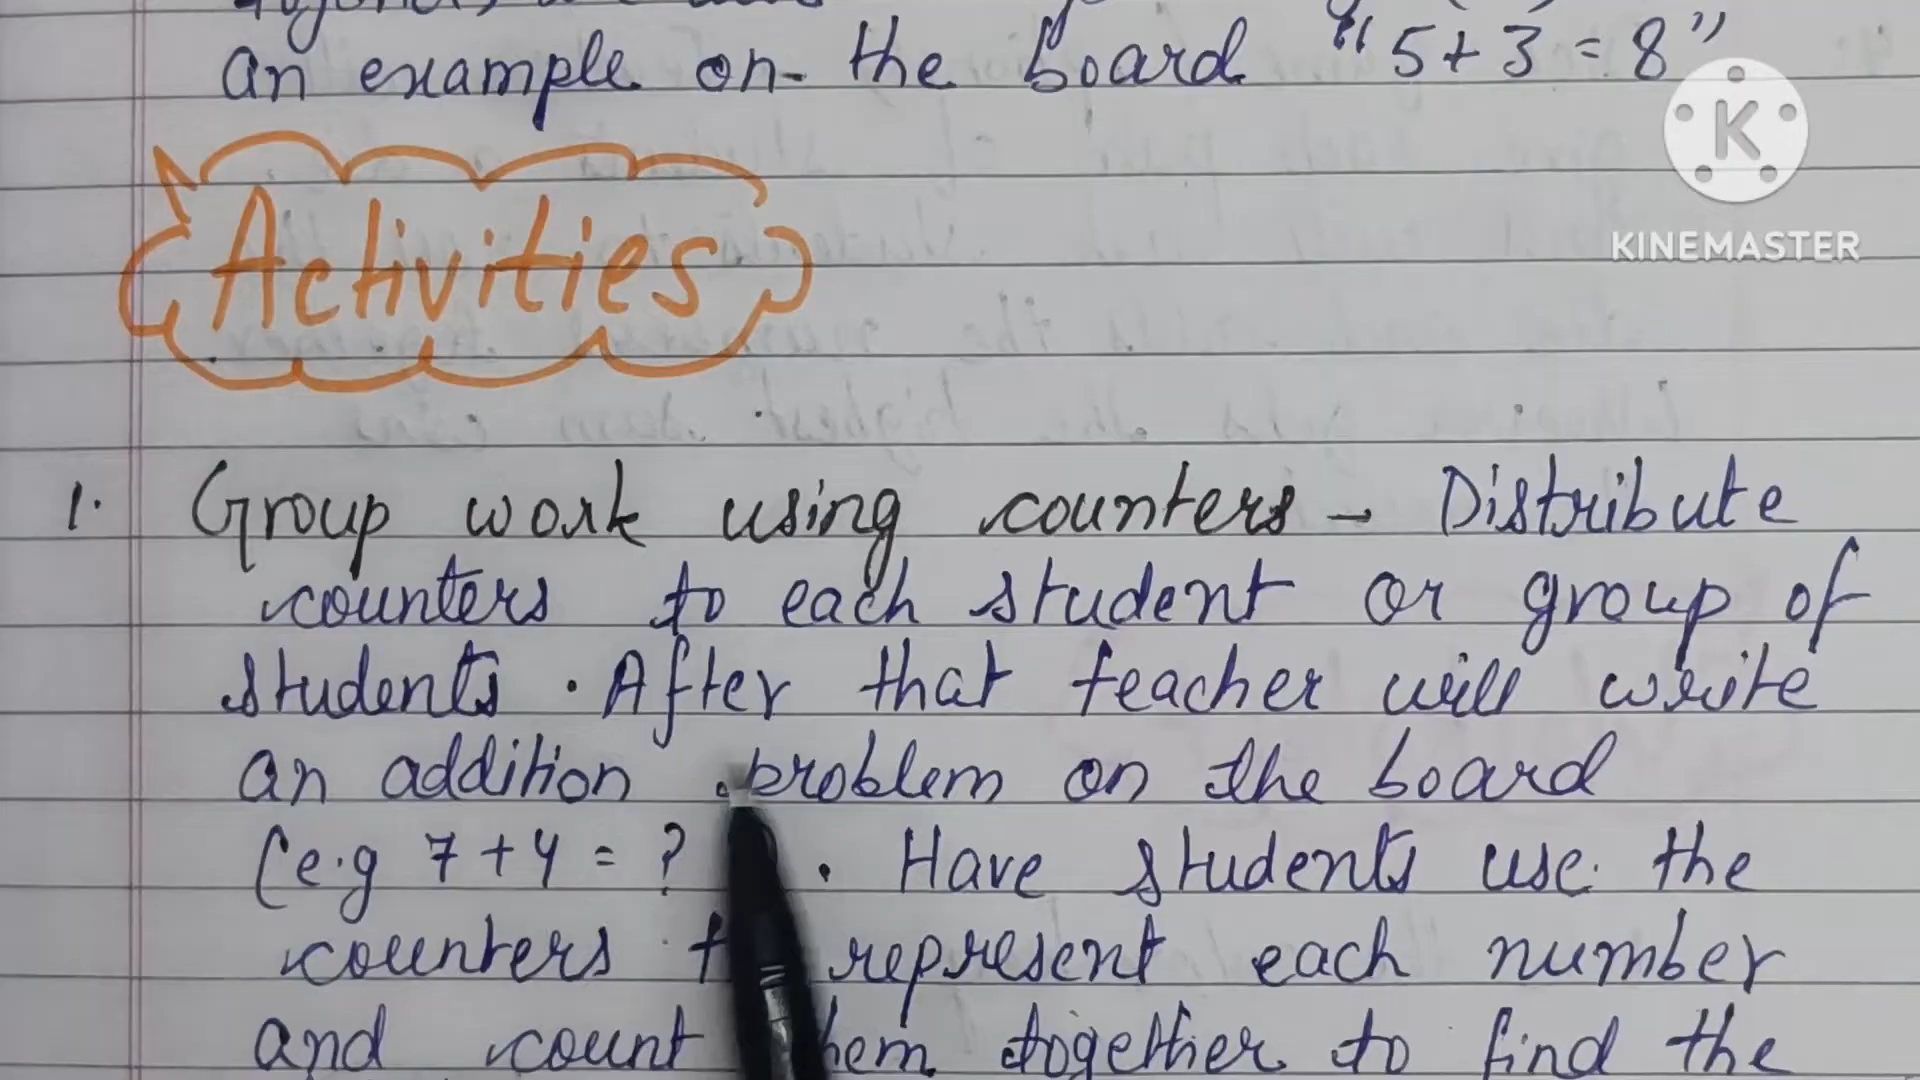 an example on the board "5+3=8"
K
KINEMASTER
Activities
1. Group work using counters - Distribute
counters to each student or group of
students. After that teacher will write
an addition problem on the board
(e.g 7+4 = ? . Have students use the
counters represent each number
and count them together to find the